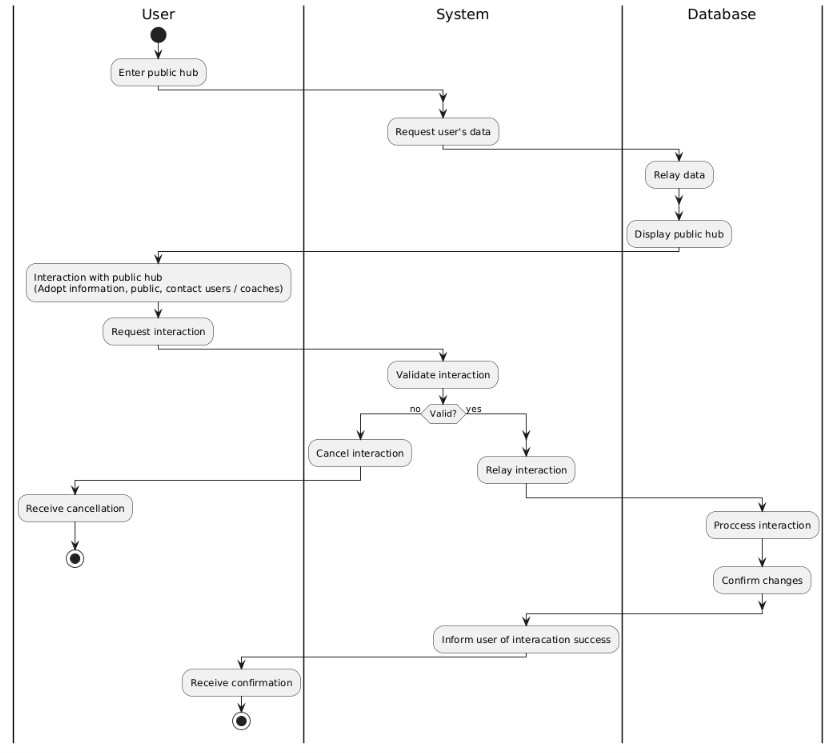 User
System
Database
Enter public hub
Request user's data
Relay data
Display public hub
Interaction with public hub
(Adopt information, public, contact users / coaches)
Request interaction
Validate interaction
no
Valid?
yes
Cancel interaction
Relay interaction
Receive cancellation
Proccess interaction
Confirm changes
Inform user of interacation success
Receive confirmation